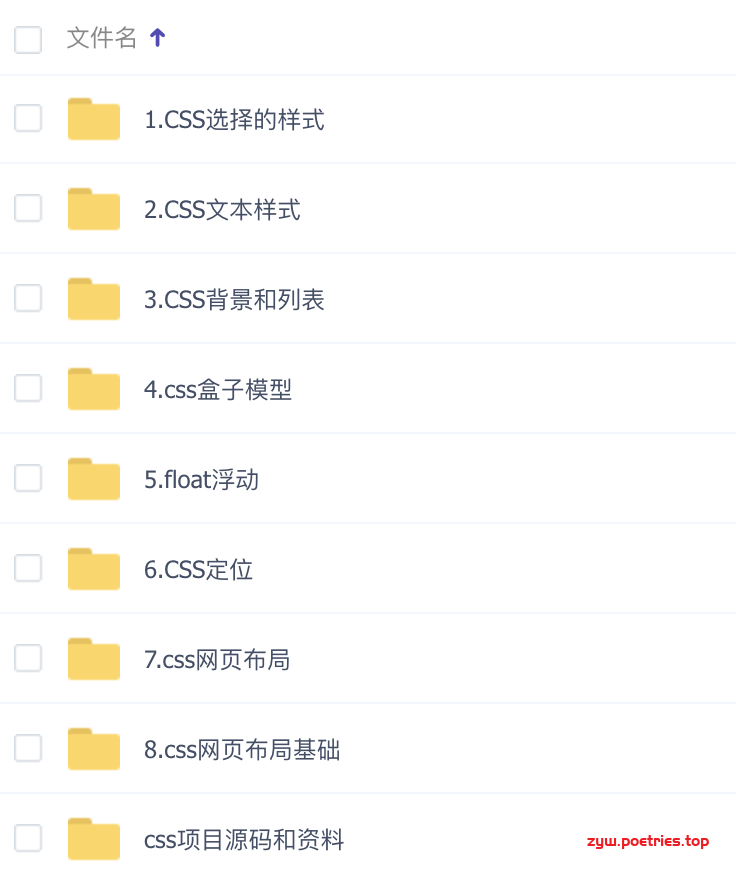 文件名
1.CSS选择的样式
2.CSS文本样式
3.CSS背景和列表
4.css盒子模型
5.float浮动
6.CSS定位
7.css网页布局
8.css网页布局基础
css项目源码和资料
zyw.poetries.top